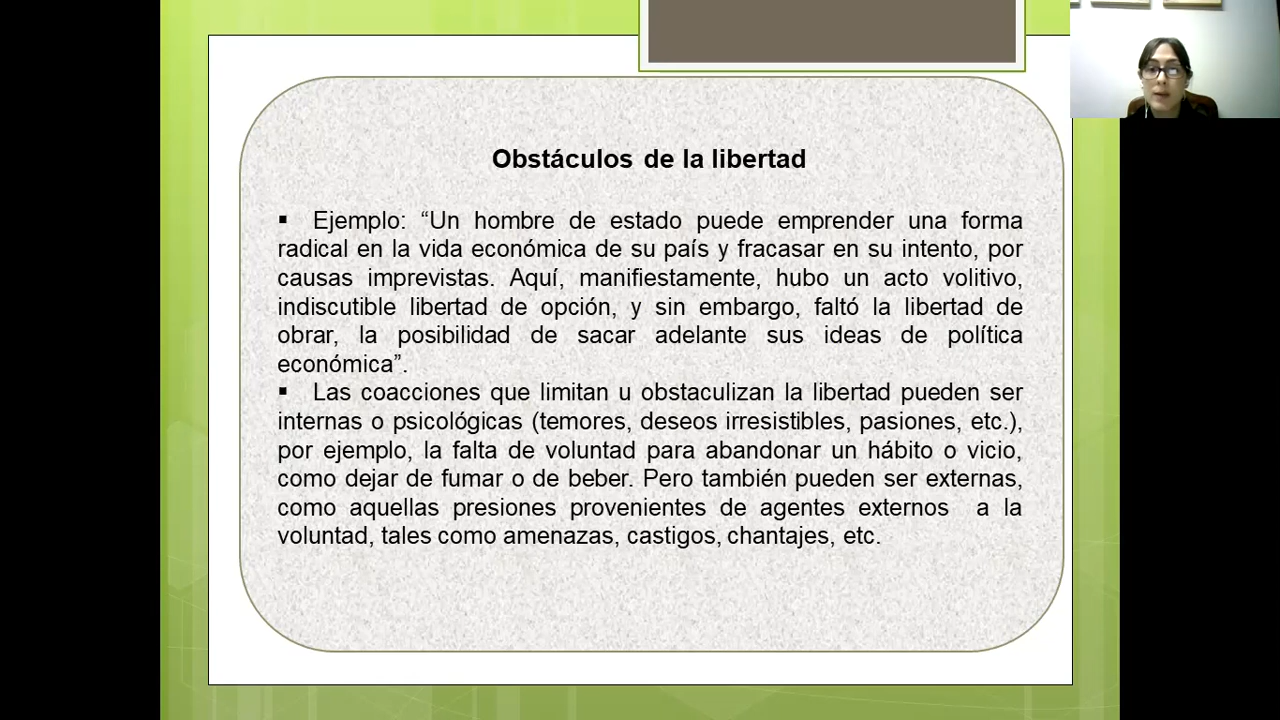 Obstáculos de la libertad
▪ Ejemplo: “Un hombre de estado puede emprender una forma
radical en la vida económica de su país y fracasar en su intento, por
causas imprevistas. Aquí, manifiestamente, hubo un acto volitivo,
indiscutible libertad de opción, y sin embargo, faltó la libertad de
obrar, la posibilidad de sacar adelante sus ideas de política
económica”.
▪ Las coacciones que limitan u obstaculizan la libertad pueden ser
internas o psicológicas (temores, deseos irresistibles, pasiones, etc.),
por ejemplo, la falta de voluntad para abandonar un hábito o vicio,
como dejar de fumar o de beber. Pero también pueden ser externas,
como aquellas presiones provenientes de agentes externos a la
voluntad, tales como amenazas, castigos, chantajes, etc.